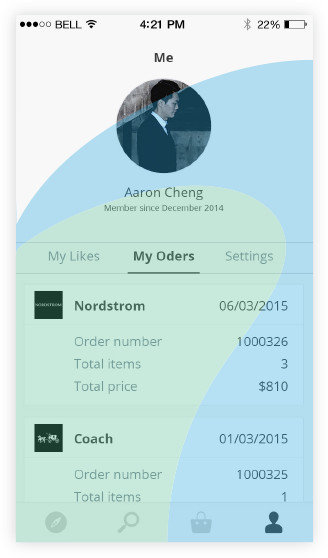 BELL 4:21 PM 22%
Me
Aaron Cheng
Member since December 2014
My Likes My Oders Settings
NORDSTROM Nordstrom 06/03/2015
Order number 1000326
Total items 3
Total price $810
Coach 01/03/2015
Order number 1000325
Total items 1